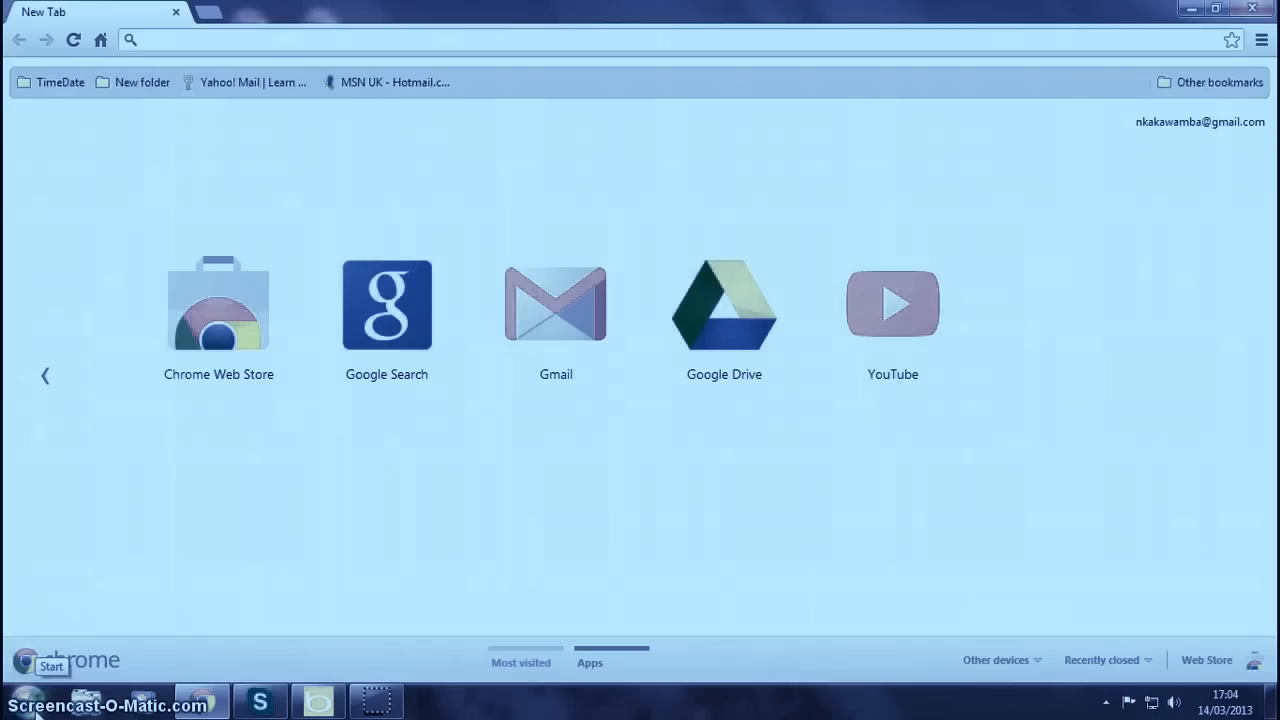 New Tab
TimeDate
New folder
Yahoo! Mail | Learn ...
MSN UK - Hotmail.c...
Other bookmarks
nkakawamba@gmail.com
g
Chrome Web Store
Google Search
Gmail
Google Drive
YouTube
chrome
Start
Most visited
Apps
Other devices
Recently closed
Web Store
Screencast-O-Matic.com
S
b
17:04
14/03/2013